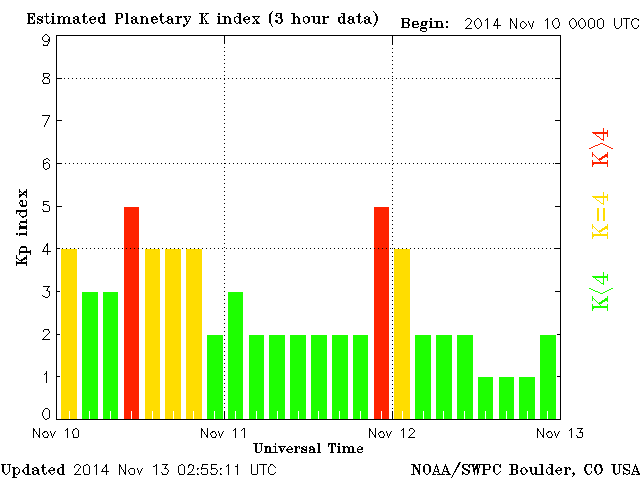 Estimated Planetary K index (3 hour data)
Begin: 2014 Nov 10 0000 UTC
9
8
7
6
5
4
3
2
1
0
Kp index
K>4
K=4
K<4
Nov 10 Nov 11 Nov 12 Nov 13
Universal Time
Updated 2014 Nov 13 02:55:11 UTC
NOAA/SWPC Boulder, CO USA